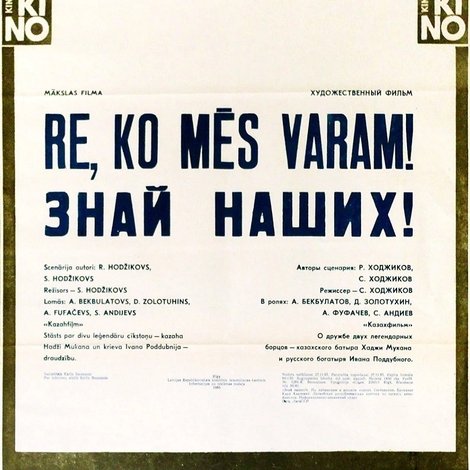 KINO
KINO
MĀKSLAS FILMA
ХУДОЖЕСТВЕННЫЙ ФИЛЬМ
RE, KO MĒS VARAM!
ЗНАЙ НАШИХ!
Scenārija autori: R. HODŽIKOVS,
S. HODŽIKOVS
Režisors – S. HODŽIKOVS
Lomās: A. BEKBULATOVS, D. ZOLOTUHINS,
A. FUFAČEVS, S. ANDIJEVS
«Kazahfilm»
Stāsts par divu leģendāru cīkstoņu – kazaha
Hadži Mukana un krieva Ivana Poddubnija –
draudzību.
Авторы сценария: Р. ХОДЖИКОВ,
С. ХОДЖИКОВ
Режиссер – С. ХОДЖИКОВ
В ролях: А. БЕКБУЛАТОВ, Д. ЗОЛОТУХИН,
А. ФУФАЧЕВ, С. АНДИЕВ
«Казахфильм»
О дружбе двух легендарных
борцов – казахского батыра Хаджи Мукана
и русского богатыря Ивана Поддубного.
Rīga